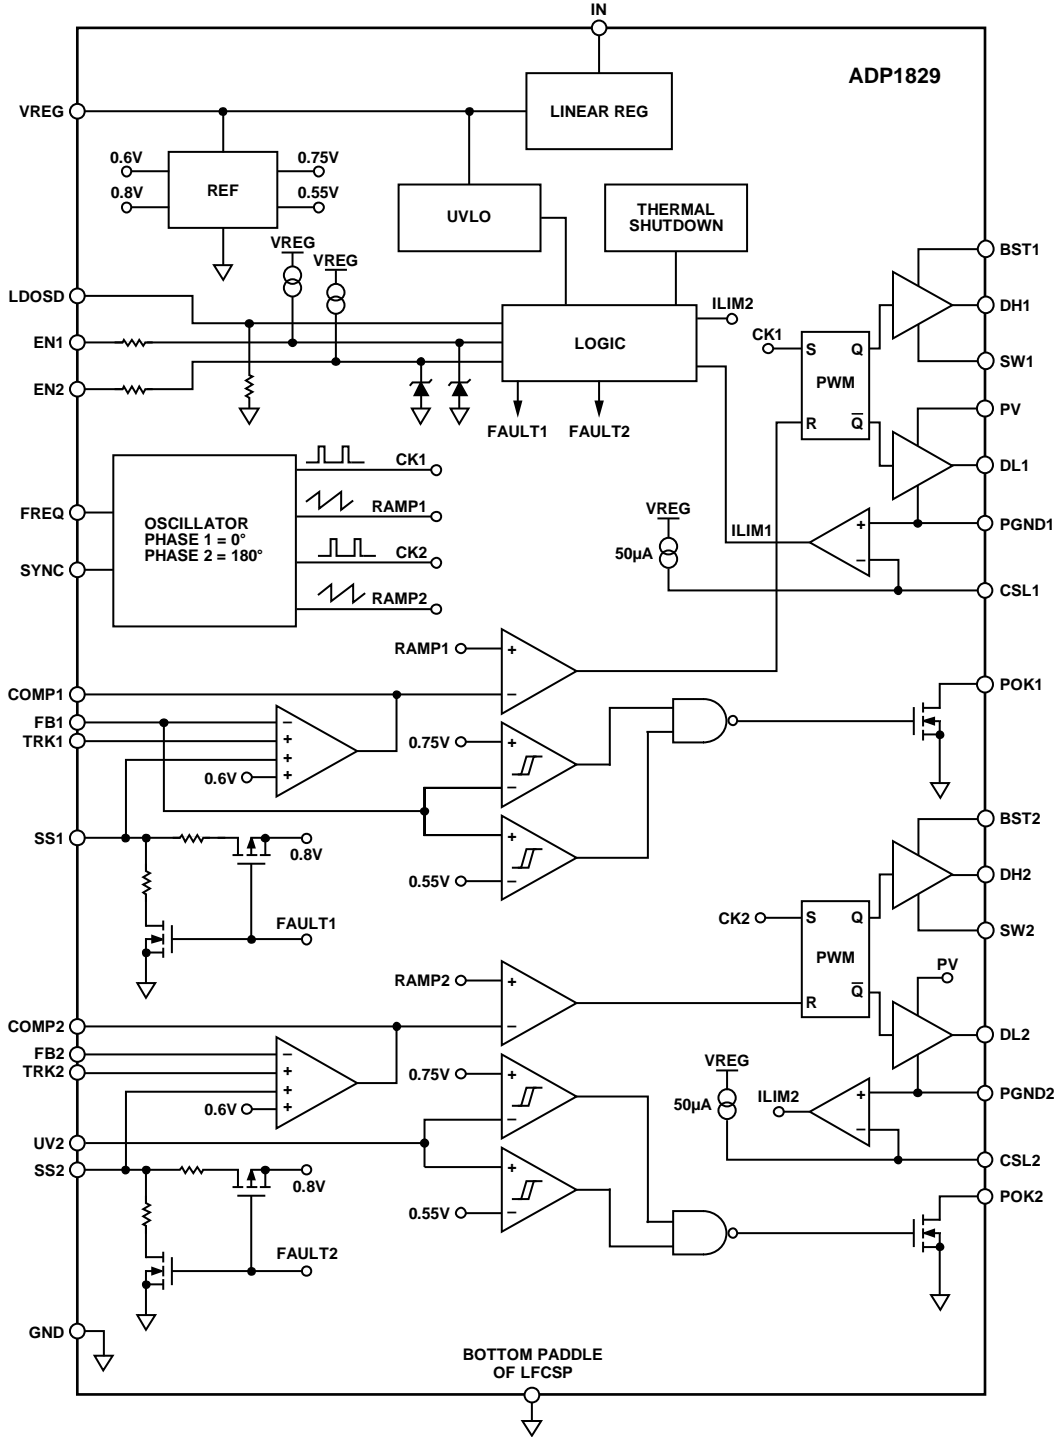 IN
ADP1829
VREG
LINEAR REG
0.6V
0.75V
REF
0.8V
0.55V
UVLO
THERMAL
SHUTDOWN
VREG
VREG
BST1
LDOSD
ILIM2
DH1
EN1
LOGIC
CK1
S
Q
SW1
EN2
PWM
PV
FAULT1
FAULT2
R
Q
CK1
DL1
FREQ
RAMP1
VREG
OSCILLATOR
PHASE 1 = 0°
PHASE 2 = 180°
ILIM1
+
PGND1
CK2
50µA
SYNC
–
RAMP2
CSL1
RAMP1
+
COMP1
–
POK1
FB1
–
TRK1
+
0.75V
+
+
0.6V
+
–
BST2
SS1
+
0.8V
0.55V
–
DH2
FAULT1
CK2
S
Q
SW2
PWM
PV
RAMP2
+
R
Q
COMP2
–
DL2
FB2
–
TRK2
+
0.75V
+
VREG
+
ILIM2
+
PGND2
0.6V
+
–
50µA
–
UV2
CSL2
SS2
+
0.8V
POK2
0.55V
–
FAULT2
GND
BOTTOM PADDLE
OF LFCSP